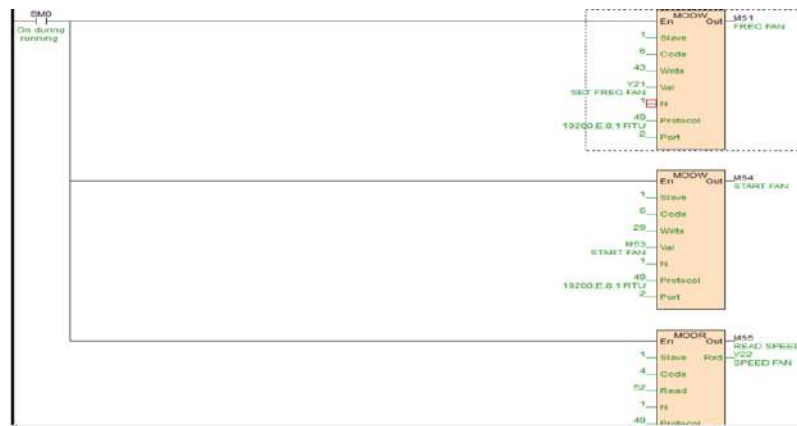 SM0
On during
running
MODW
En Out M51
FREQ FAN
1 Slave
6 Code
43 Write
Y21 Val
SET FREQ FAN
1 N
49 Protocol
19200,E,8,1 RTU
2 Port
MODW
En Out M54
START FAN
1 Slave
6 Code
29 Write
M53 Val
START FAN
1 N
49 Protocol
19200,E,8,1 RTU
2 Port
MODR
En Out M55
READ SPEED
1 Slave Rxd V22
SPEED FAN
4 Code
52 Read
1 N
49 Protocol